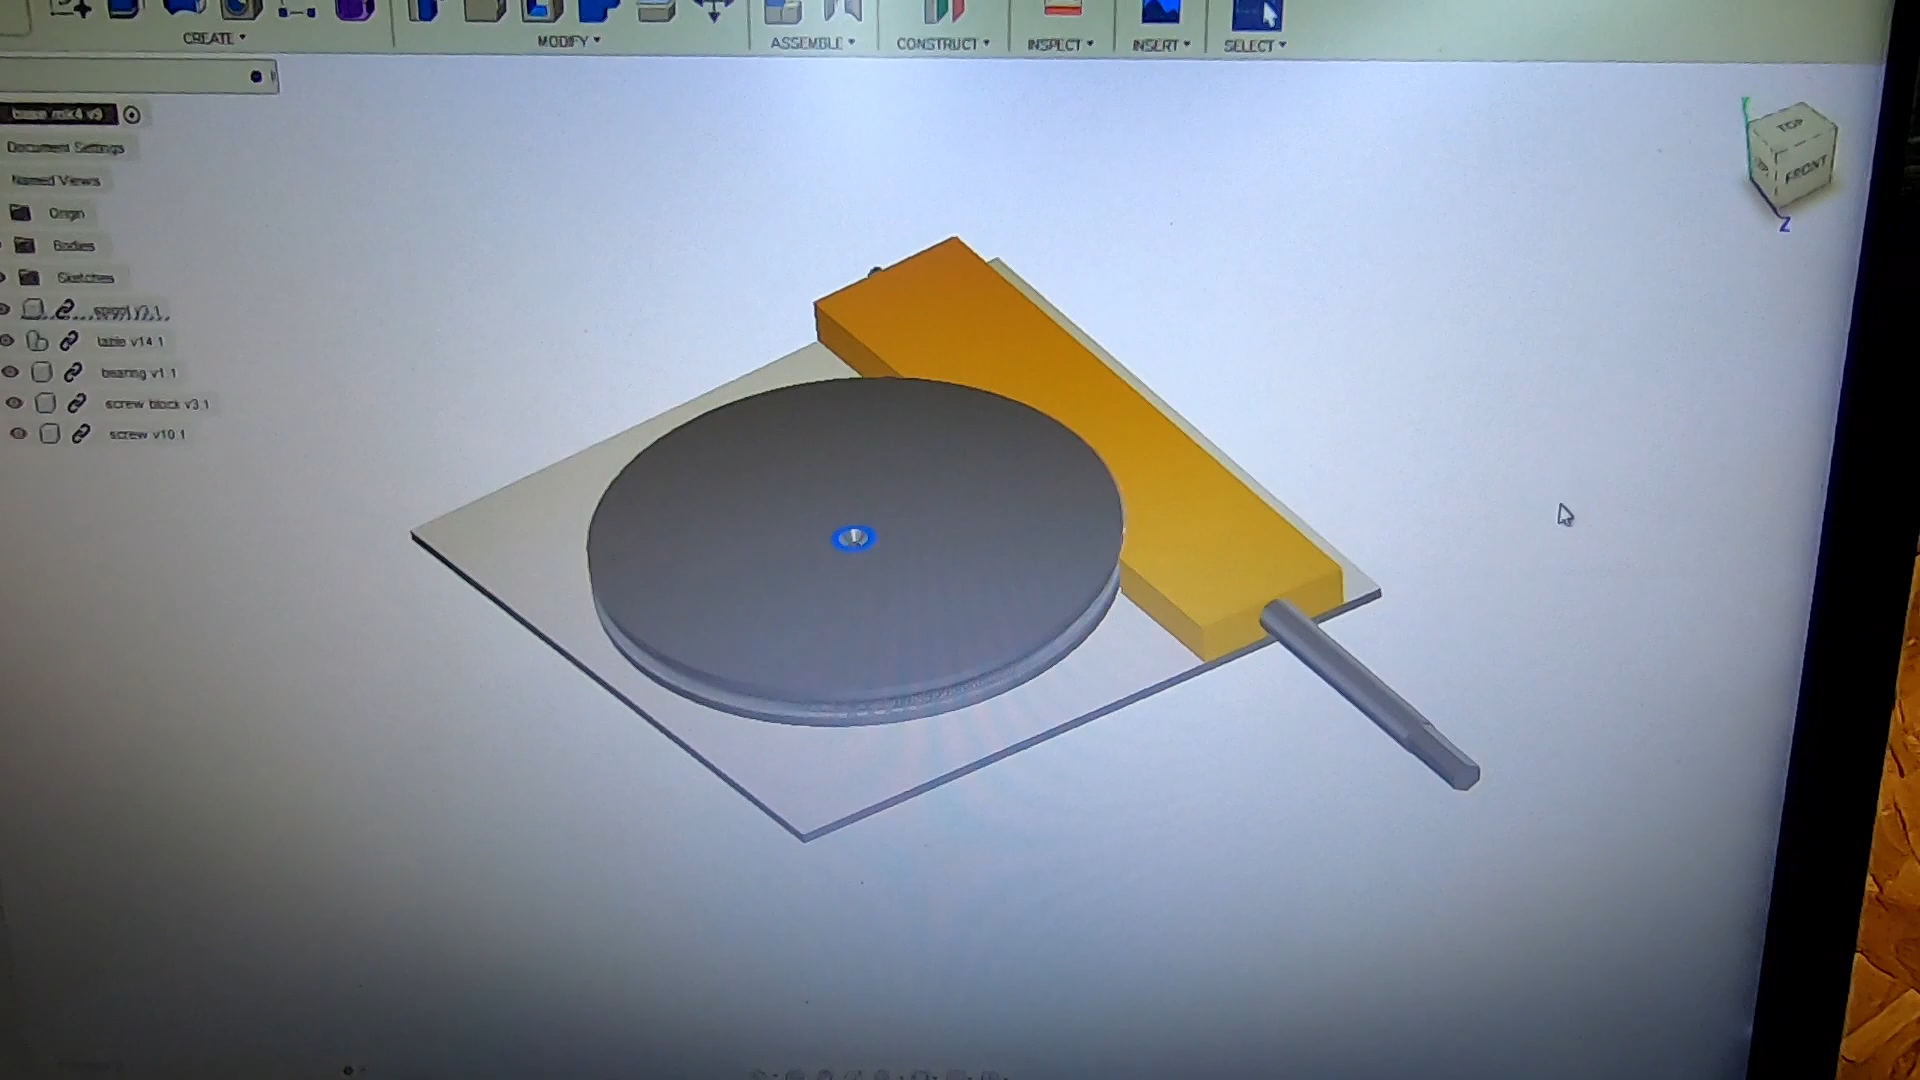 CREATE
MODIFY
ASSEMBLE
CONSTRUCT
INSPECT
INSERT
SELECT
Document Settings
Named Views
Origin
Bodies
Sketches
table v14:1
bearing v1:1
screw block v3:1
screw v10:1
TOP
FRONT
Z